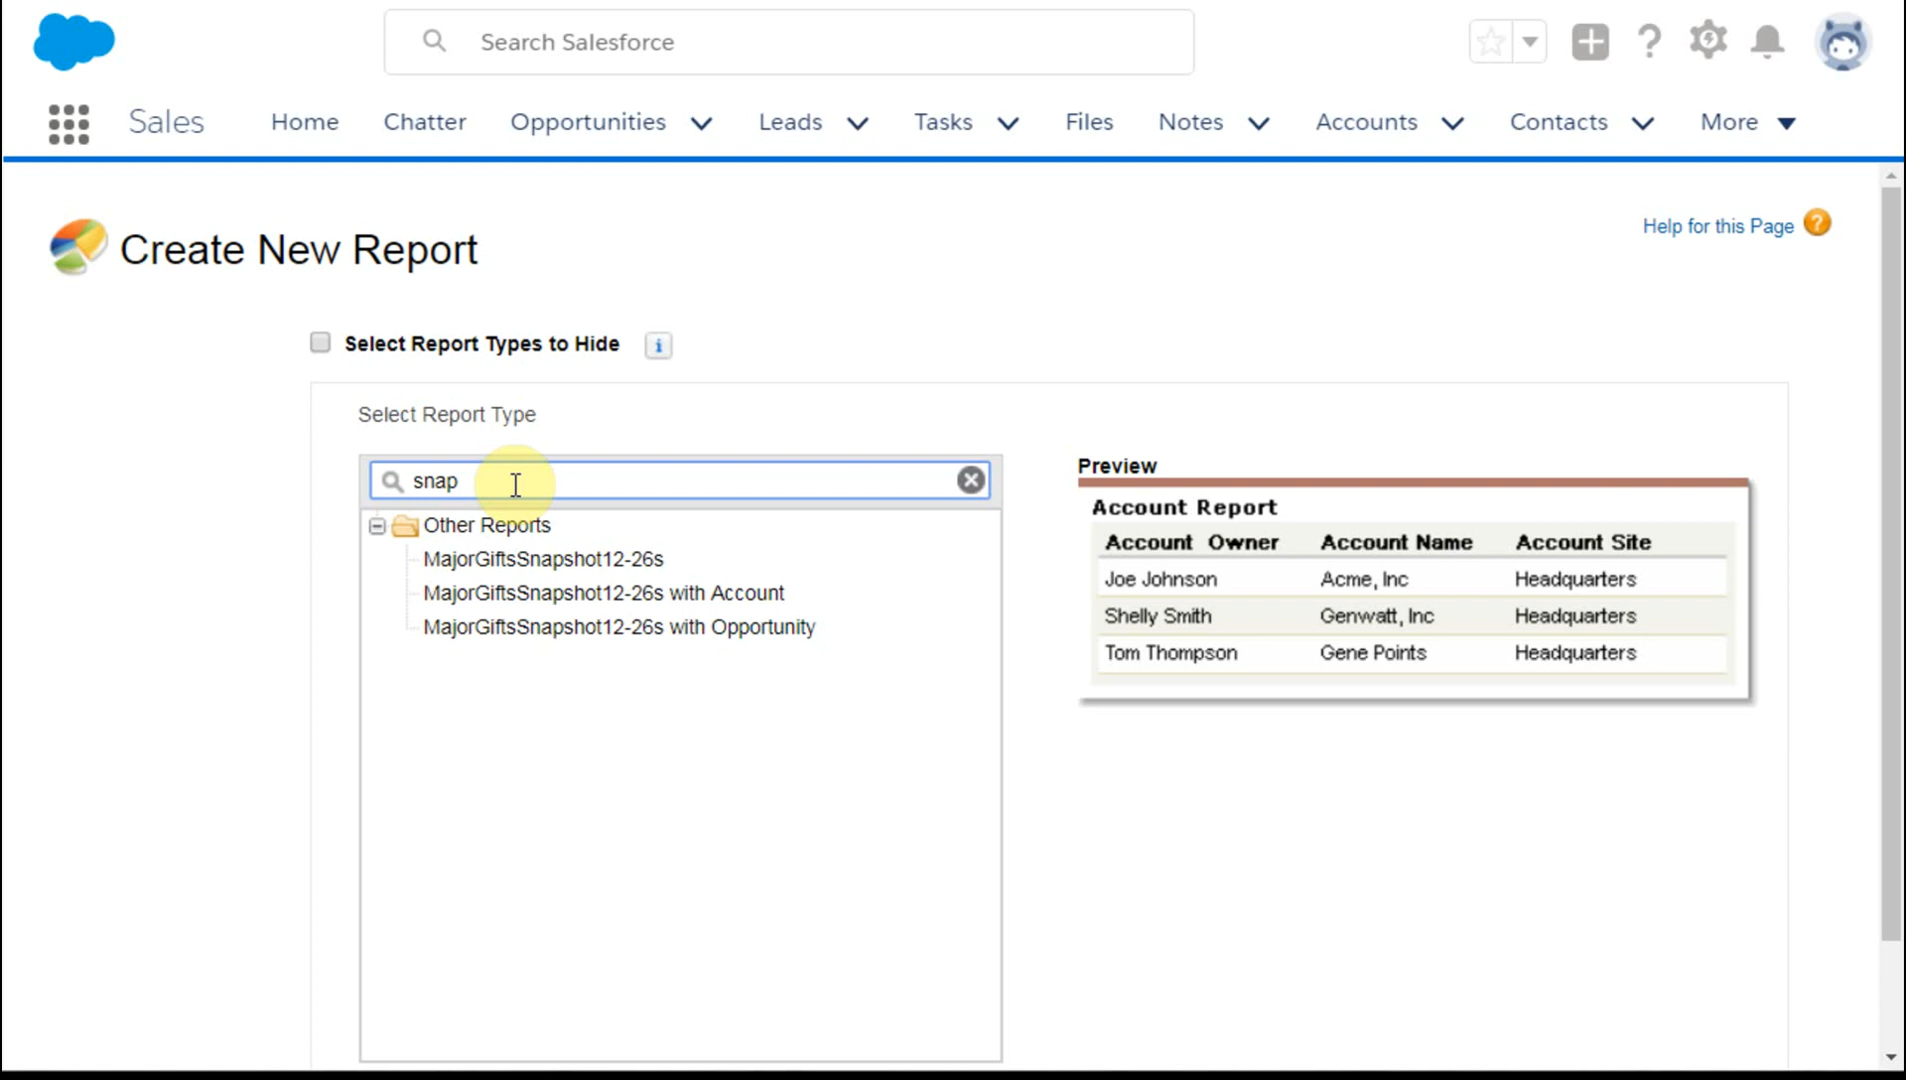 Search Salesforce
Sales Home Chatter Opportunities Leads Tasks Files Notes Accounts Contacts More
Help for this Page ?
Create New Report
Select Report Types to Hide i
Select Report Type
snap
Other Reports
MajorGiftsSnapshot12-26s
MajorGiftsSnapshot12-26s with Account
MajorGiftsSnapshot12-26s with Opportunity
Preview
Account Report
Account Owner Account Name Account Site
Joe Johnson Acme, Inc Headquarters
Shelly Smith Genwatt, Inc Headquarters
Tom Thompson Gene Points Headquarters